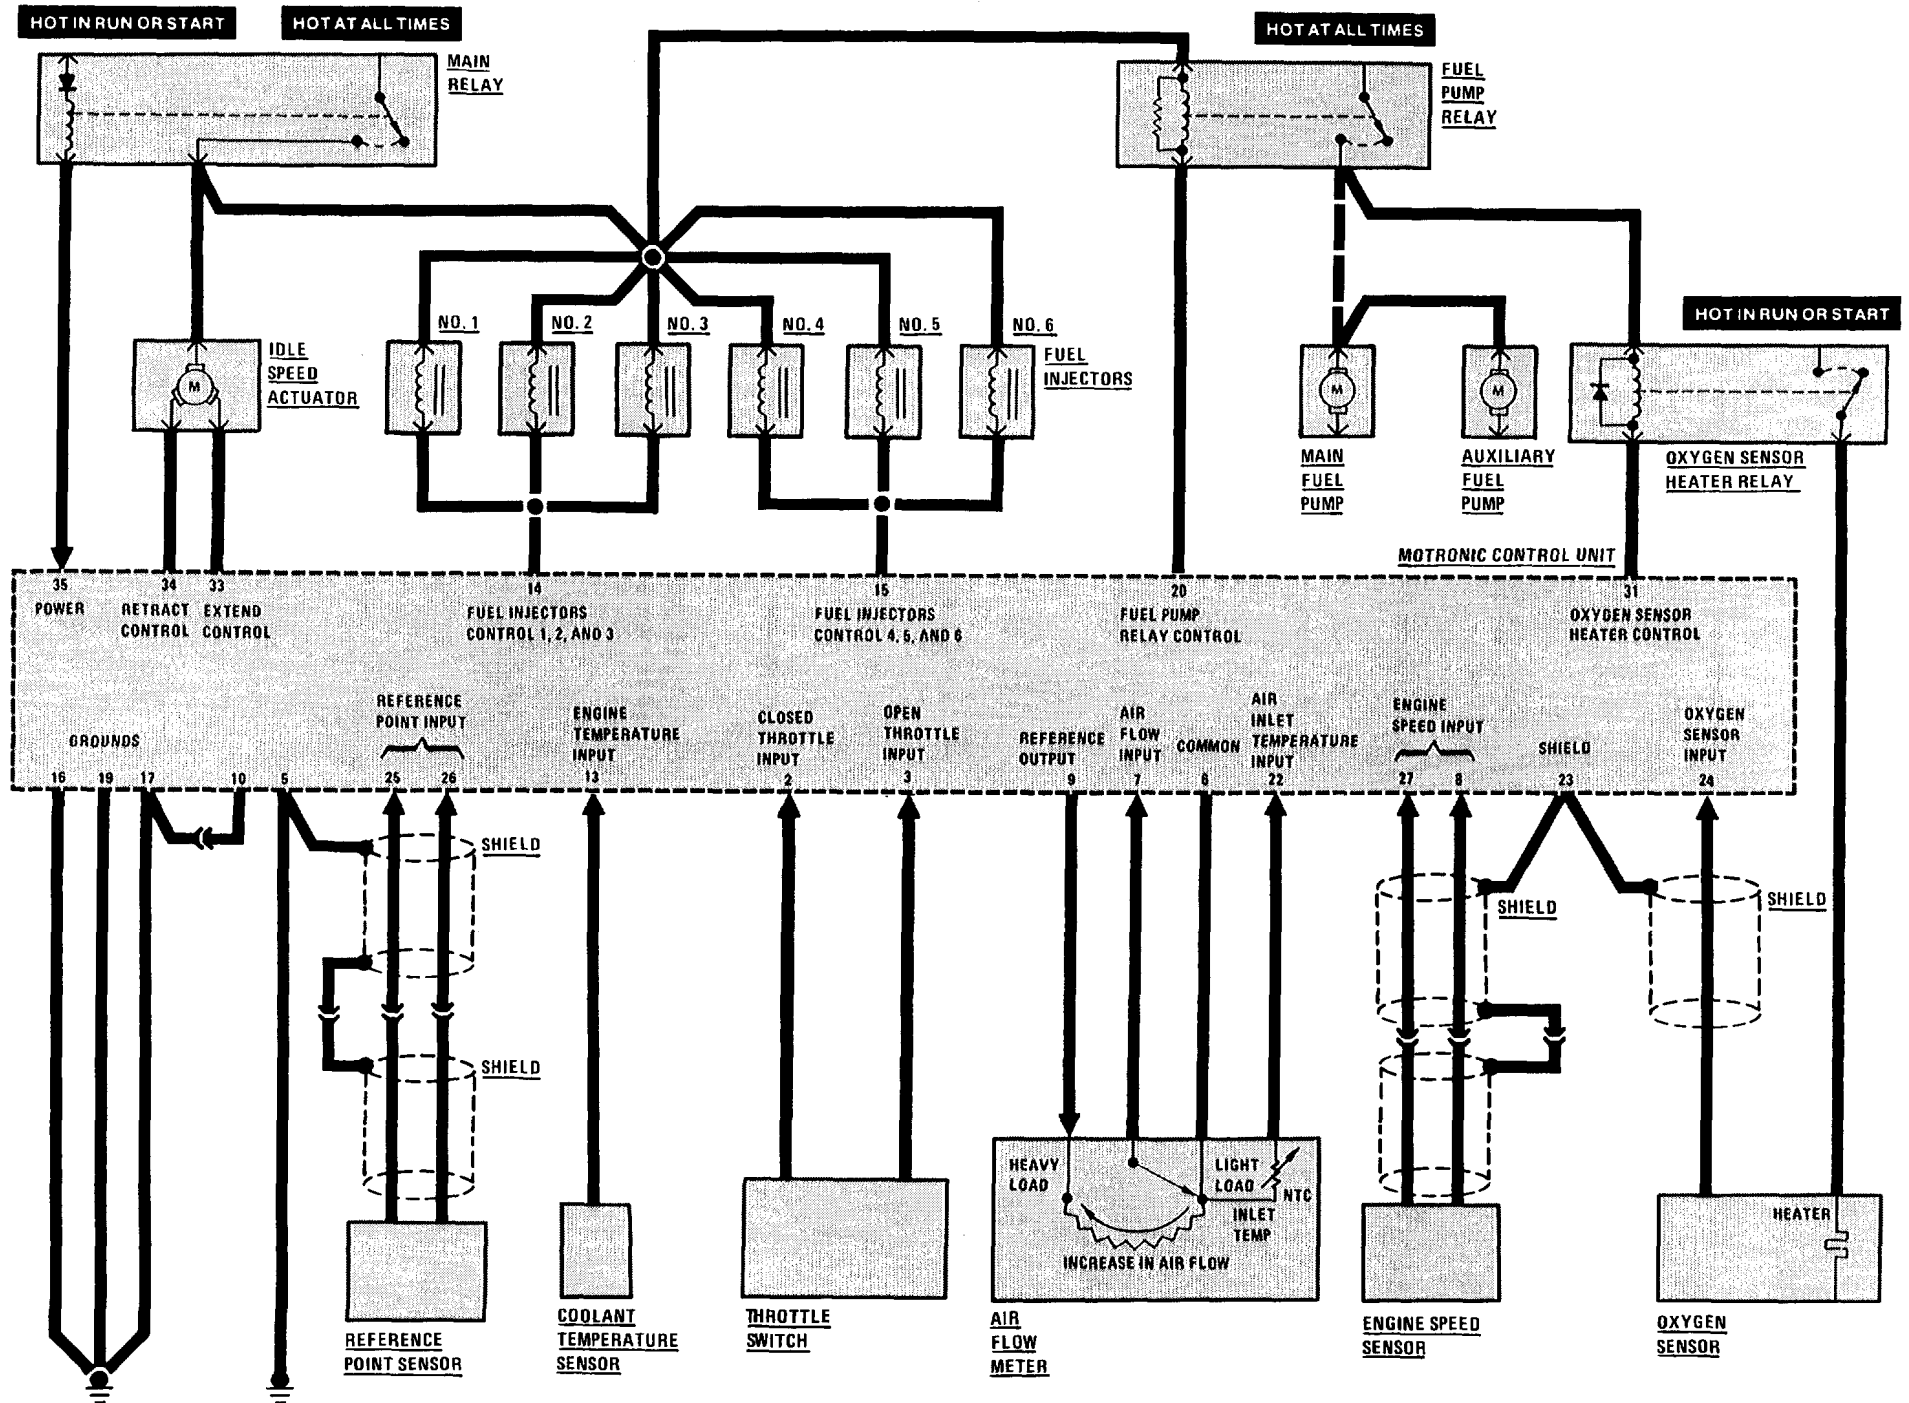 HOT IN RUN OR START
HOT AT ALL TIMES
HOT AT ALL TIMES
MAIN
RELAY
FUEL
PUMP
RELAY
HOT IN RUN OR START
NO. 1
NO. 2
NO. 3
NO. 4
NO. 5
NO. 6
IDLE
SPEED
ACTUATOR
M
FUEL
INJECTORS
M
M
MAIN
FUEL
PUMP
AUXILIARY
FUEL
PUMP
OXYGEN SENSOR
HEATER RELAY
MOTRONIC CONTROL UNIT
35
34
33
14
15
20
31
POWER
RETRACT
CONTROL
EXTEND
CONTROL
FUEL INJECTORS
CONTROL 1, 2, AND 3
FUEL INJECTORS
CONTROL 4, 5, AND 6
FUEL PUMP
RELAY CONTROL
OXYGEN SENSOR
HEATER CONTROL
GROUNDS
REFERENCE
POINT INPUT
ENGINE
TEMPERATURE
INPUT
CLOSED
THROTTLE
INPUT
OPEN
THROTTLE
INPUT
REFERENCE
OUTPUT
AIR
FLOW
INPUT
COMMON
AIR
INLET
TEMPERATURE
INPUT
ENGINE
SPEED INPUT
SHIELD
OXYGEN
SENSOR
INPUT
16
19
17
10
5
25
26
13
2
3
9
7
6
22
27
8
23
24
SHIELD
SHIELD
SHIELD
SHIELD
HEAVY
LOAD
LIGHT
LOAD
NTC
INLET
TEMP
INCREASE IN AIR FLOW
HEATER
REFERENCE
POINT SENSOR
COOLANT
TEMPERATURE
SENSOR
THROTTLE
SWITCH
AIR
FLOW
METER
ENGINE SPEED
SENSOR
OXYGEN
SENSOR